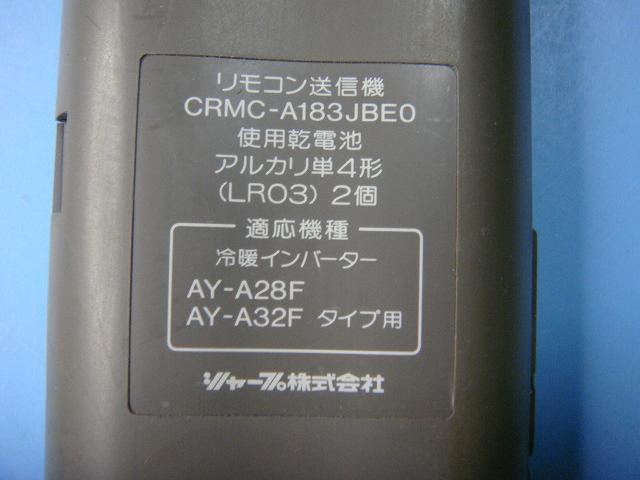 リモコン送信機
CRMC-A183JBE0
使用乾電池
アルカリ単4形
(LR03) 2個
適応機種
冷暖インバーター
AY-A28F
AY-A32F タイプ用
シャープ株式会社